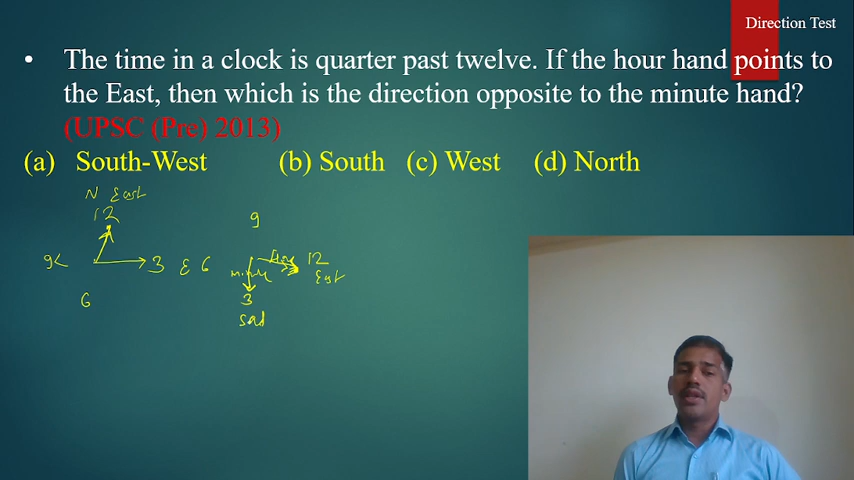 Direction Test
• The time in a clock is quarter past twelve. If the hour hand points to
the East, then which is the direction opposite to the minute hand?
(UPSC (Pre) 2013)
(a) South-West (b) South (c) West (d) North
N East
12 9
9 3 E 6 12
East
6 3